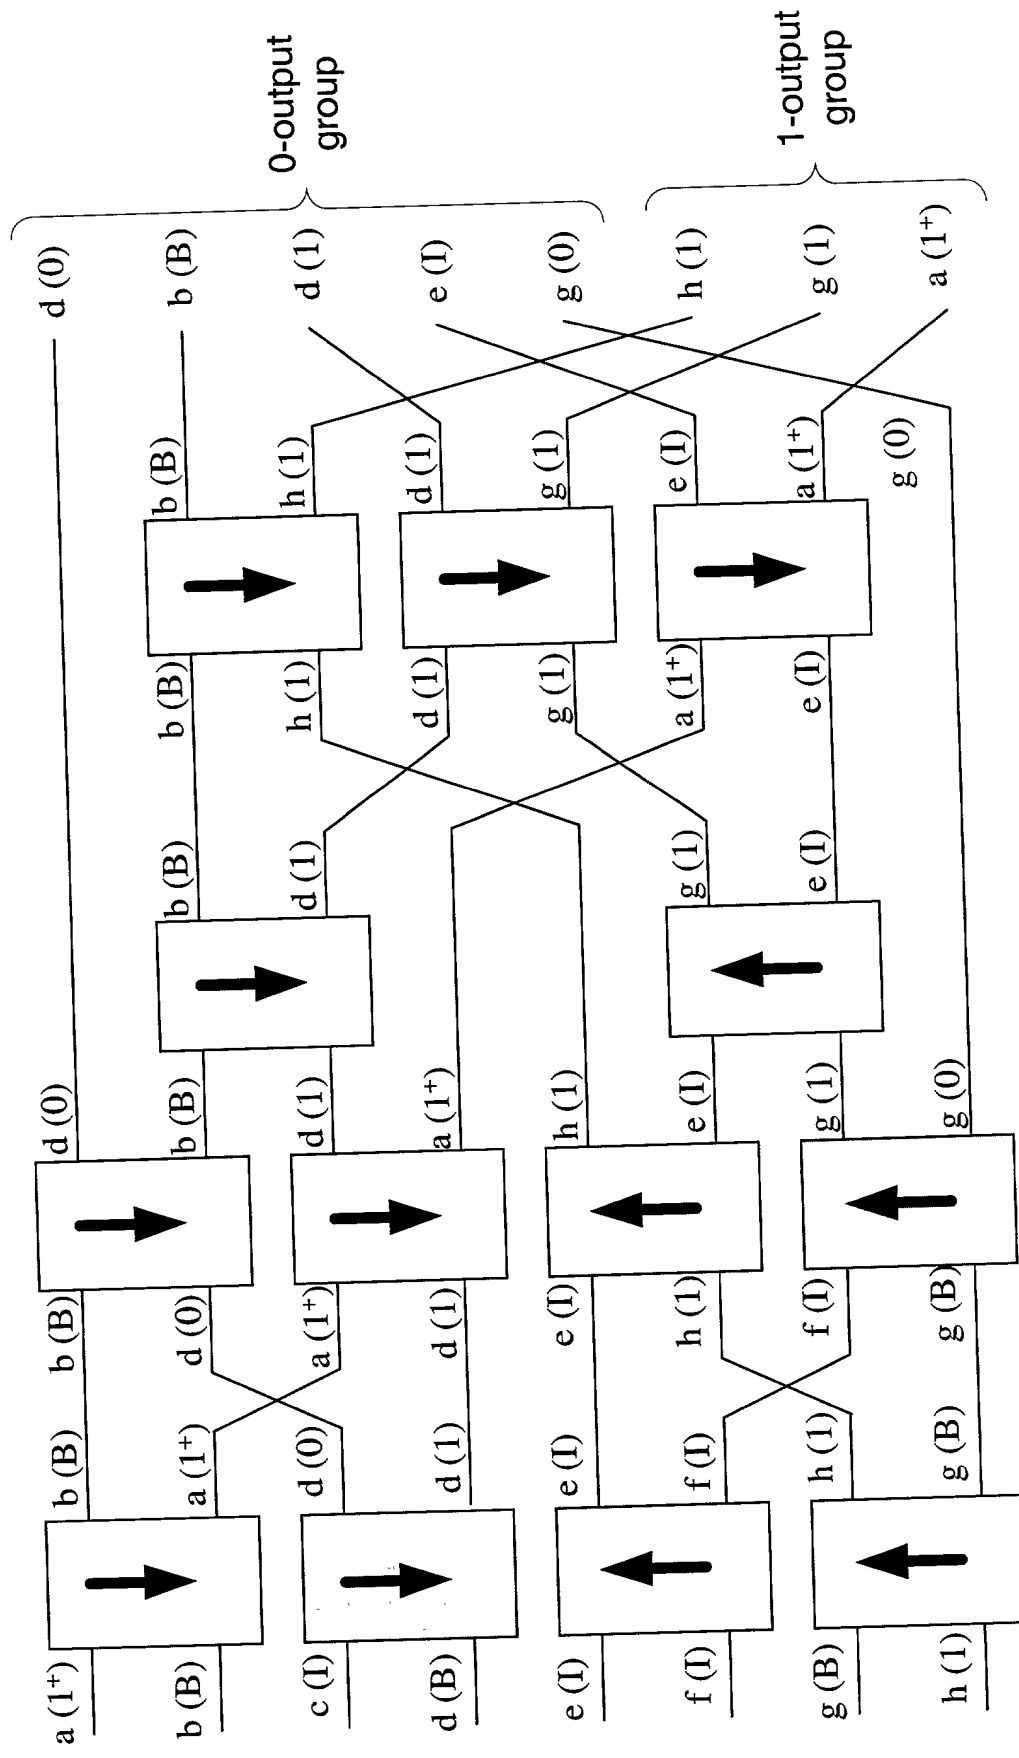 a (1⁺)
b (B)
c (I)
d (B)
e (I)
f (I)
g (B)
h (1)
b (B)
a (1⁺)
d (0)
d (1)
e (I)
f (I)
h (1)
g (B)
b (B)
d (0)
a (1⁺)
d (1)
e (I)
h (1)
f (I)
g (B)
d (0)
b (B)
d (1)
a (1⁺)
h (1)
e (I)
g (1)
g (0)
b (B)
d (1)
g (1)
e (I)
b (B)
h (1)
d (1)
g (1)
a (1⁺)
e (I)
b (B)
h (1)
d (1)
g (1)
e (I)
a (1⁺)
g (0)
d (0)
b (B)
d (1)
e (I)
g (0)
h (1)
g (1)
a (1⁺)
0-output
group
1-output
group